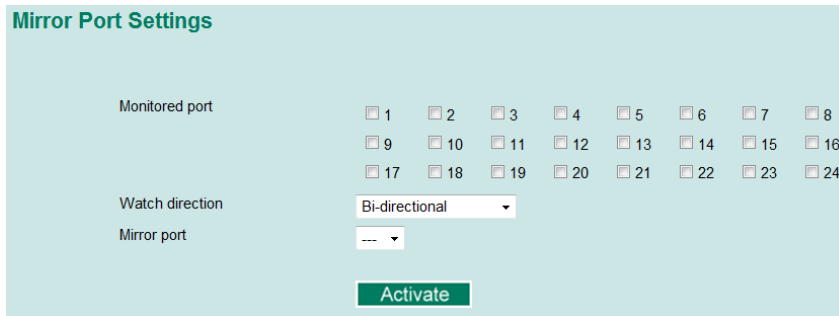 Mirror Port Settings
Monitored port
1 2 3 4 5 6 7 8
9 10 11 12 13 14 15 16
17 18 19 20 21 22 23 24
Watch direction Bi-directional
Mirror port ---
Activate